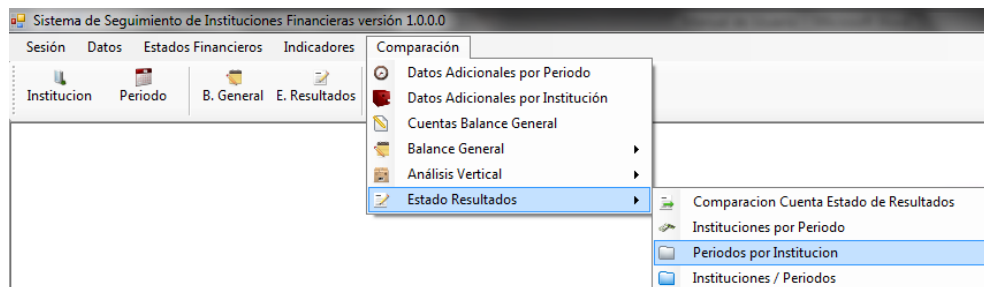 Sistema de Seguimiento de Instituciones Financieras versión 1.0.0.0
Sesión Datos Estados Financieros Indicadores Comparación
Institucion Periodo B. General E. Resultados
Datos Adicionales por Periodo
Datos Adicionales por Institución
Cuentas Balance General
Balance General
Análisis Vertical
Estado Resultados
Comparacion Cuenta Estado de Resultados
Instituciones por Periodo
Periodos por Institucion
Instituciones / Periodos